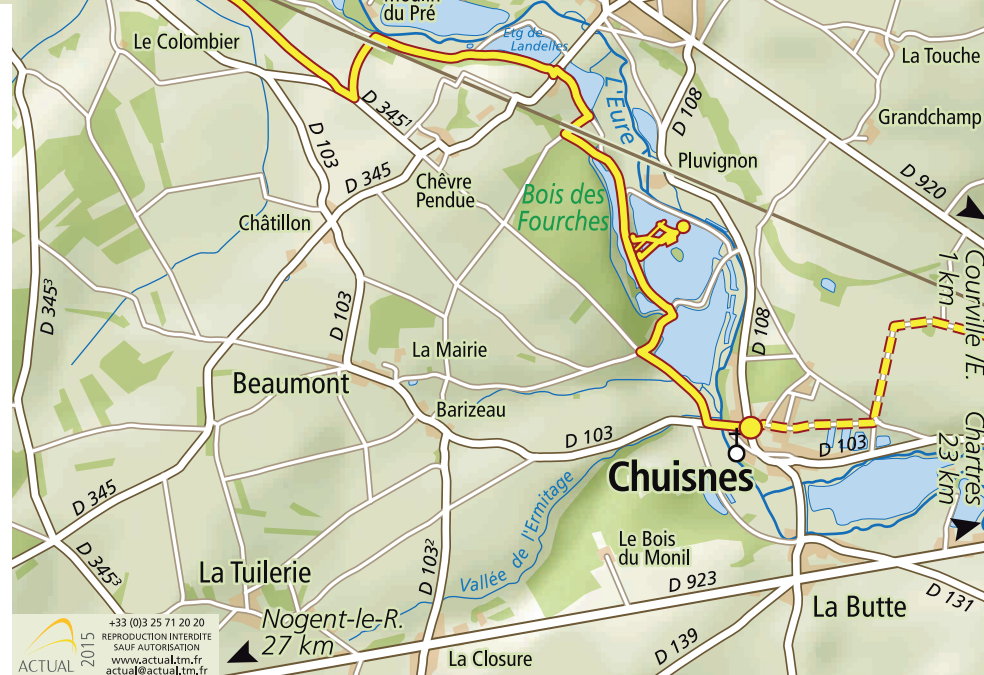 Moulin
du Pré
Le Colombier
Etg de
Landelles
La Touche
L'Eure
D 108
D 345¹
Grandchamp
D 103
D 345
Chêvre
Pendue
Pluvignon
D 920
Bois des
Fourches
Châtillon
Courville /E.
1 km
D 345³
D 103
D 108
La Mairie
Beaumont
Barizeau
D 103
D 103
Chartres
23 km
Chuisnes
D 345
Vallée de l'Ermitage
Le Bois
du Monil
D 345³
D 103²
La Tuilerie
D 923
D 131
La Butte
Nogent-le-R.
27 km
D 139
La Closure
ACTUAL
2015
+33 (0)3 25 71 20 20
REPRODUCTION INTERDITE
SAUF AUTORISATION
www.actual.tm.fr
actual@actual.tm.fr